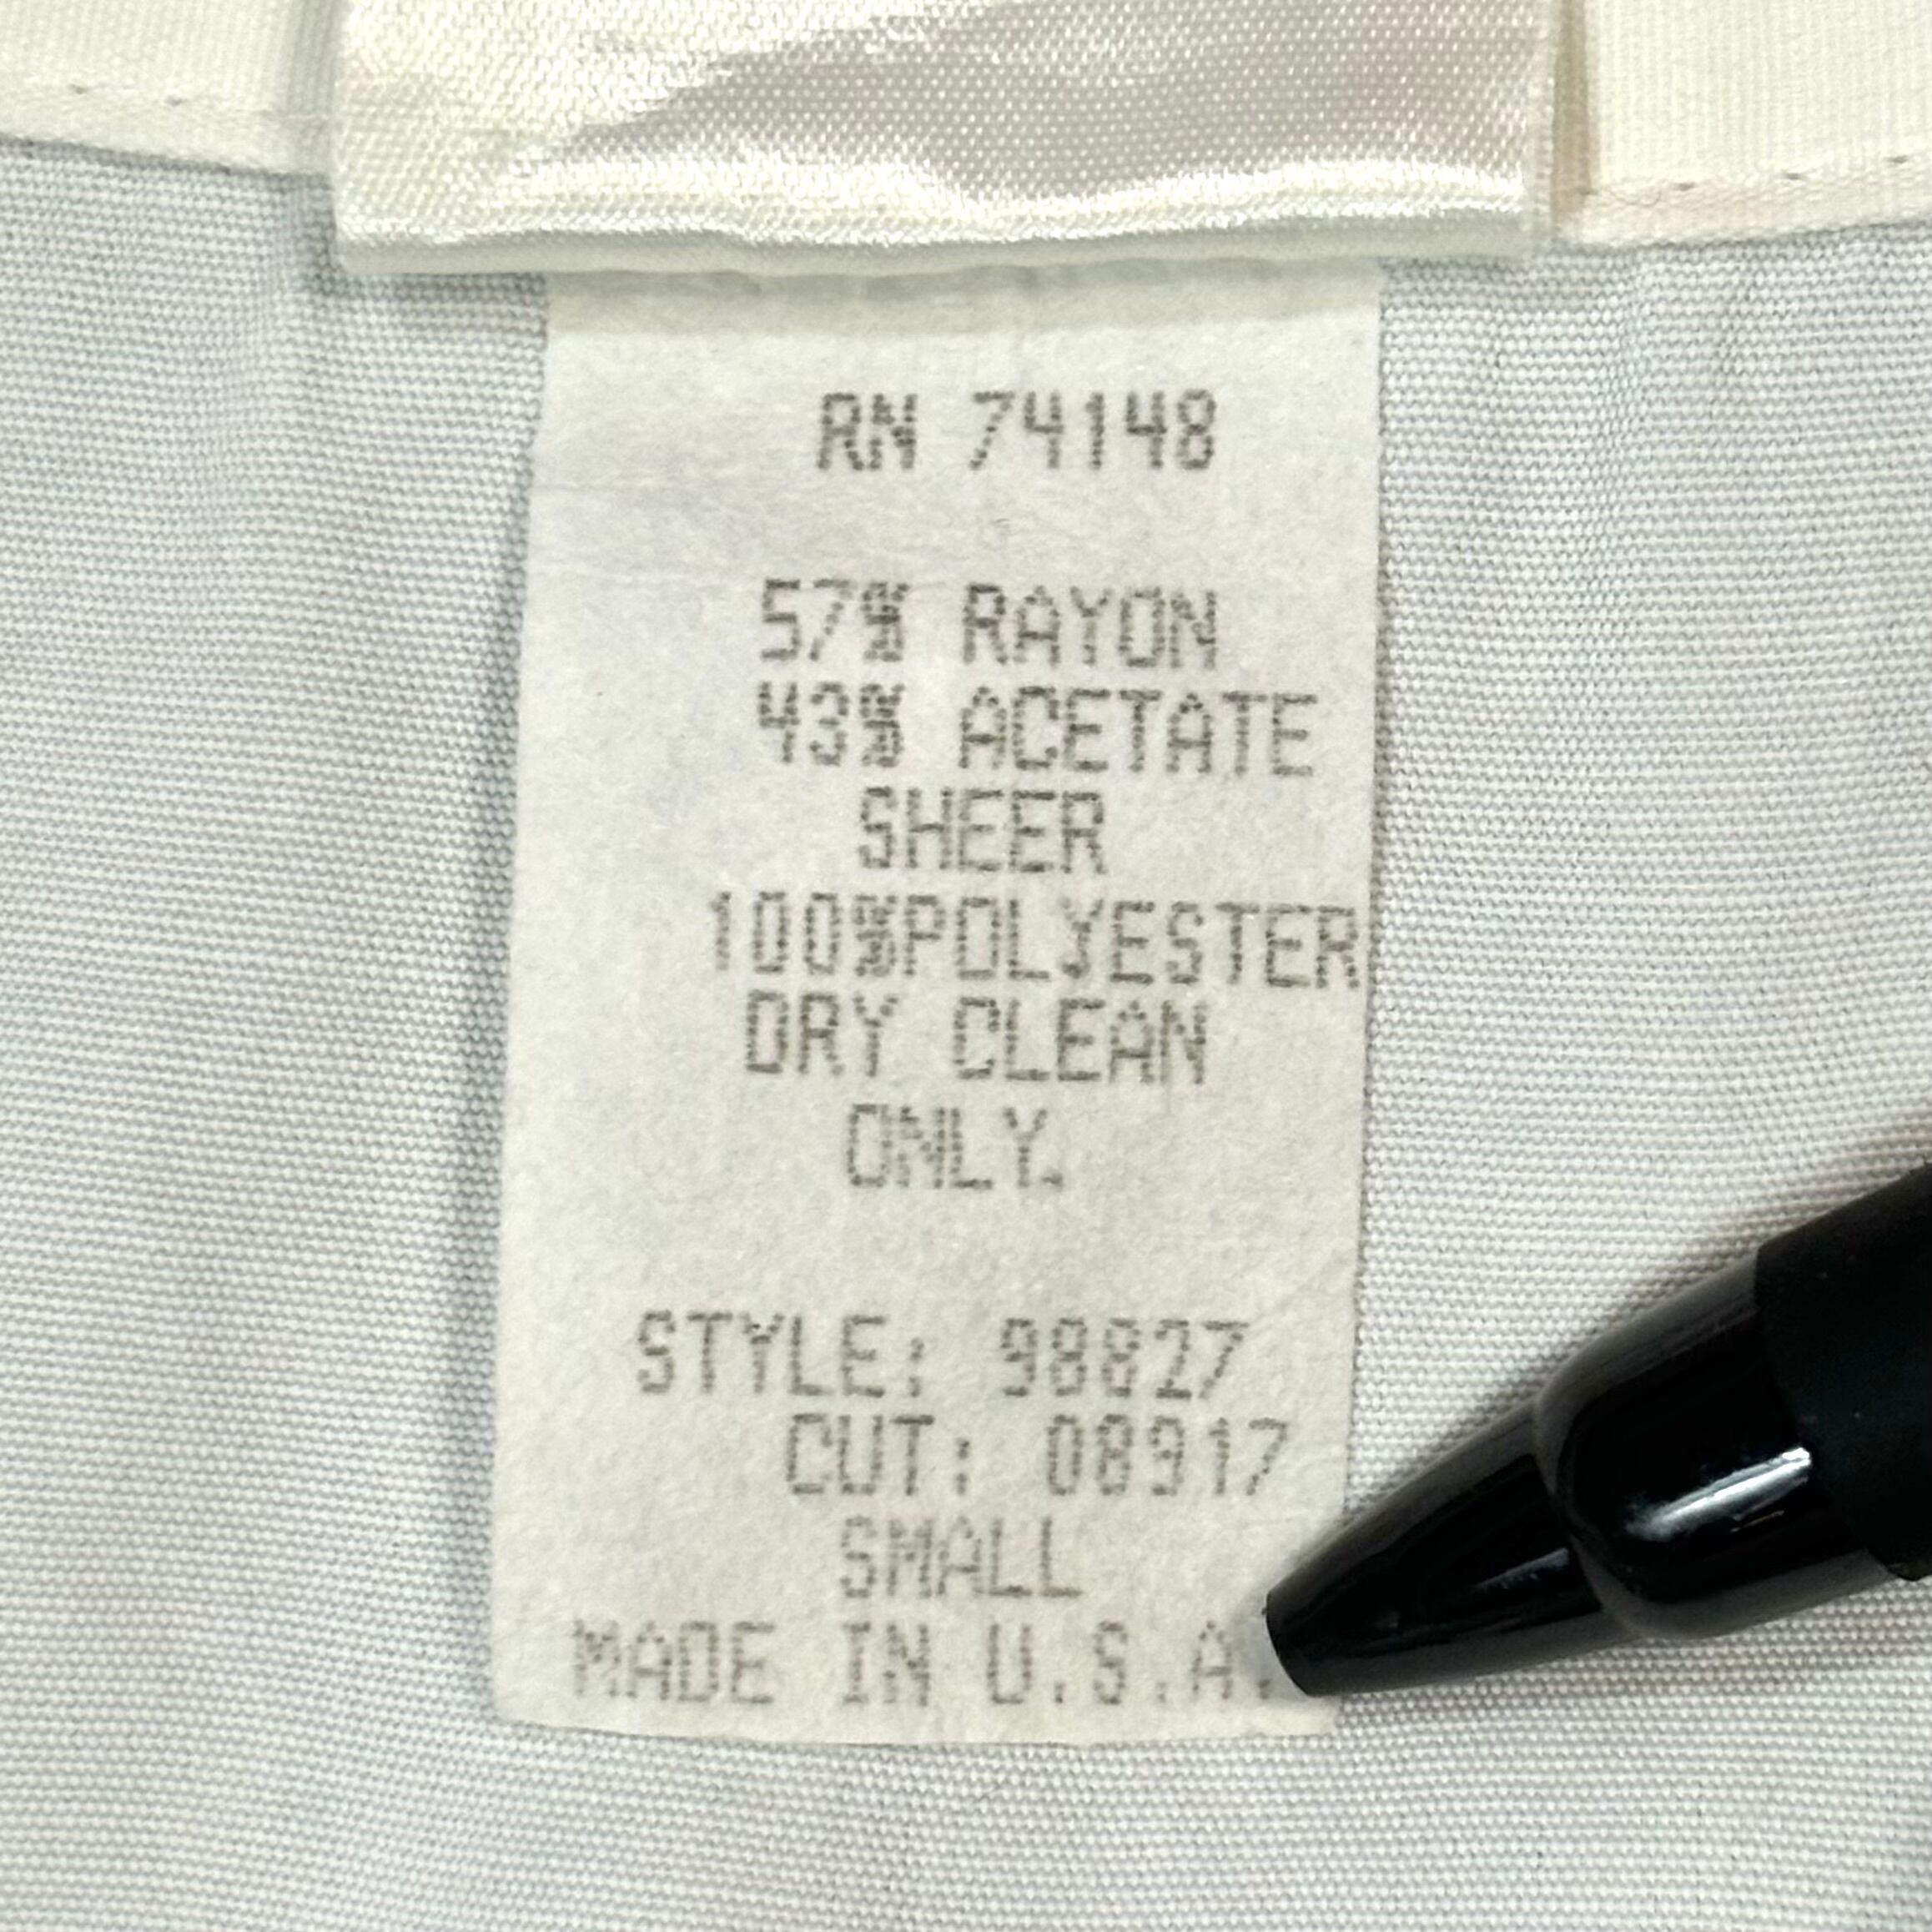 RN 74148
57% RAYON
43% ACETATE
SHEER
100%POLYESTER
DRY CLEAN
ONLY.
STYLE: 98827
CUT: 08917
SMALL
MADE IN U.S.A.